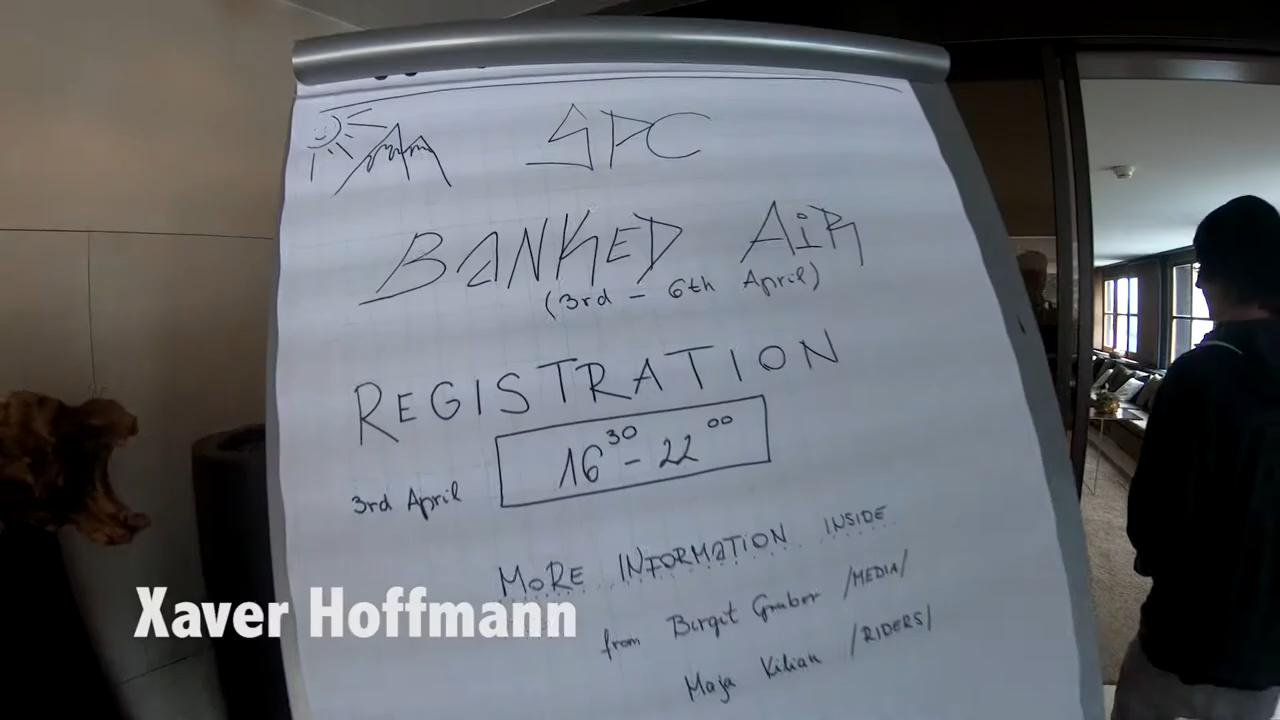 SPC
BANKED AiR
(3rd - 6th April)
REGISTRATION
16³⁰ - 22⁰⁰
3rd April
MoRE INFORMATION INSIDE
from Birgit Gruber /MEDIA/
Maja Kilian /RIDERS/
Xaver Hoffmann